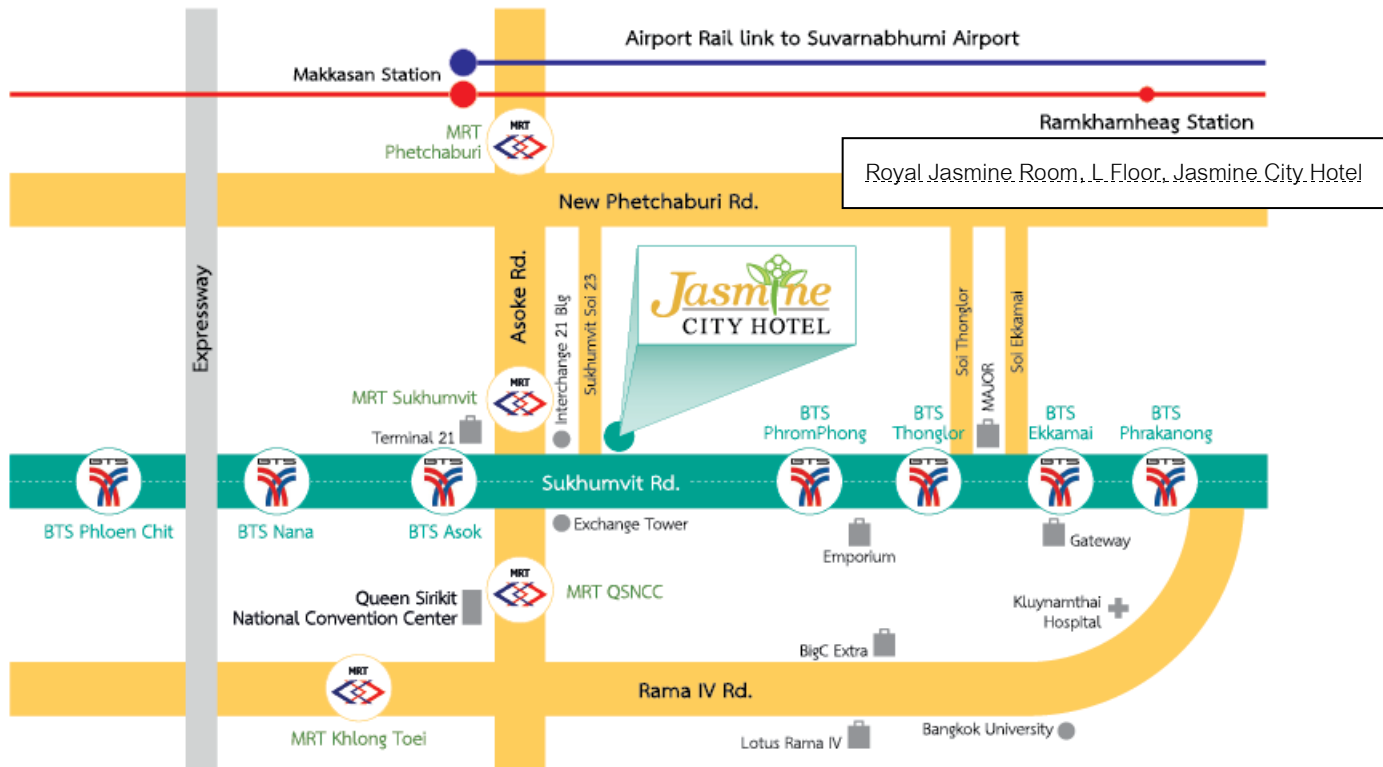 Airport Rail link to Suvarnabhumi Airport
Makkasan Station
Ramkhamheag Station
MRT
MRT
Phetchaburi
Royal Jasmine Room, L Floor, Jasmine City Hotel
New Phetchaburi Rd.
Expressway
Asoke Rd.
Interchange 21 Blg
Sukhumvit Soi 23
Jasmine
CITY HOTEL
Soi Thonglor
MAJOR
Soi Ekkamai
MRT Sukhumvit
MRT
Terminal 21
BTS
PhromPhong
BTS
Thonglor
BTS
Ekkamai
BTS
Phrakanong
BTS
BTS
BTS
Sukhumvit Rd.
BTS
BTS
BTS
BTS
BTS Phloen Chit
BTS Nana
BTS Asok
Exchange Tower
Emporium
Gateway
MRT
MRT QSNCC
Queen Sirikit
National Convention Center
Kluynamthai
Hospital
BigC Extra
MRT
Rama IV Rd.
MRT Khlong Toei
Lotus Rama IV
Bangkok University